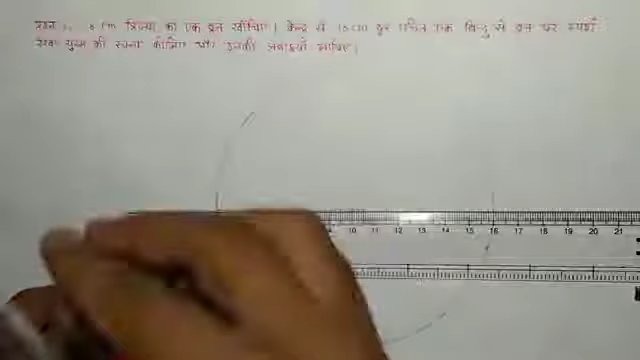 प्रश्न 1. 6 cm त्रिज्या का एक वृत्त खींचिए। केन्द्र से 10 cm दूर स्थित एक बिन्दु से वृत्त पर स्पर्श
रेखा युग्म की रचना कीजिए और उनकी लंबाइयाँ मापिए।
10 11 12 13 14 15 16 17 18 19 20 21